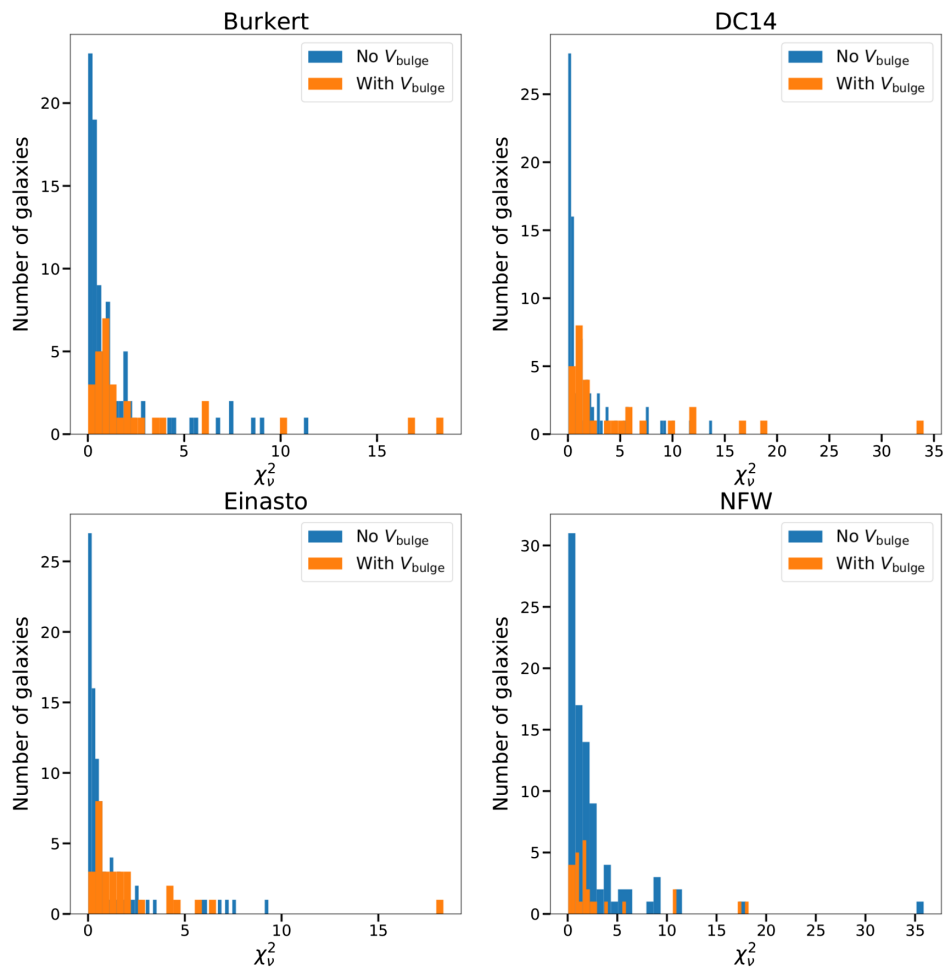 Burkert
No V_bulge
With V_bulge
Number of galaxies
20
15
10
5
0
0 5 10 15
χ²_ν
DC14
No V_bulge
With V_bulge
Number of galaxies
25
20
15
10
5
0
0 5 10 15 20 25 30 35
χ²_ν
Einasto
No V_bulge
With V_bulge
Number of galaxies
25
20
15
10
5
0
0 5 10 15
χ²_ν
NFW
No V_bulge
With V_bulge
Number of galaxies
30
25
20
15
10
5
0
0 5 10 15 20 25 30 35
χ²_ν